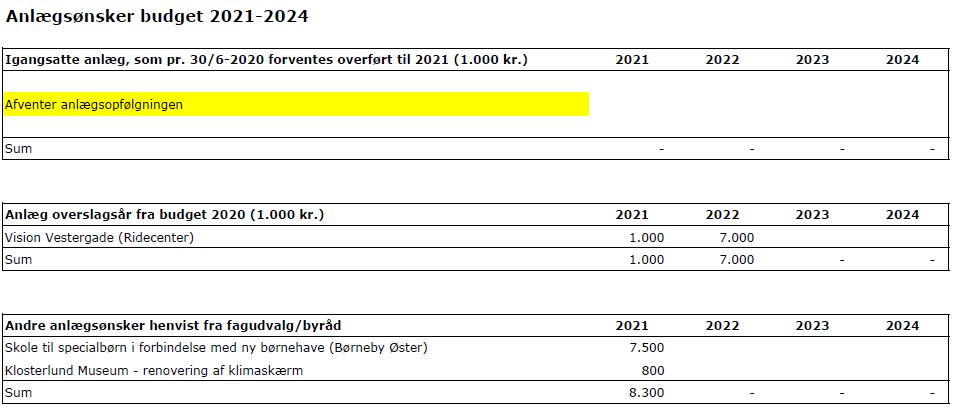 Anlægsønsker budget 2021-2024
Igangsatte anlæg, som pr. 30/6-2020 forventes overført til 2021 (1.000 kr.) 2021 2022 2023 2024
Afventer anlægsopfølgningen
Sum - - - -
Anlæg overslagsår fra budget 2020 (1.000 kr.) 2021 2022 2023 2024
Vision Vestergade (Ridecenter) 1.000 7.000
Sum 1.000 7.000 - -
Andre anlægsønsker henvist fra fagudvalg/byråd 2021 2022 2023 2024
Skole til specialbørn i forbindelse med ny børnehave (Børneby Øster) 7.500
Klosterlund Museum - renovering af klimaskærm 800
Sum 8.300 - - -